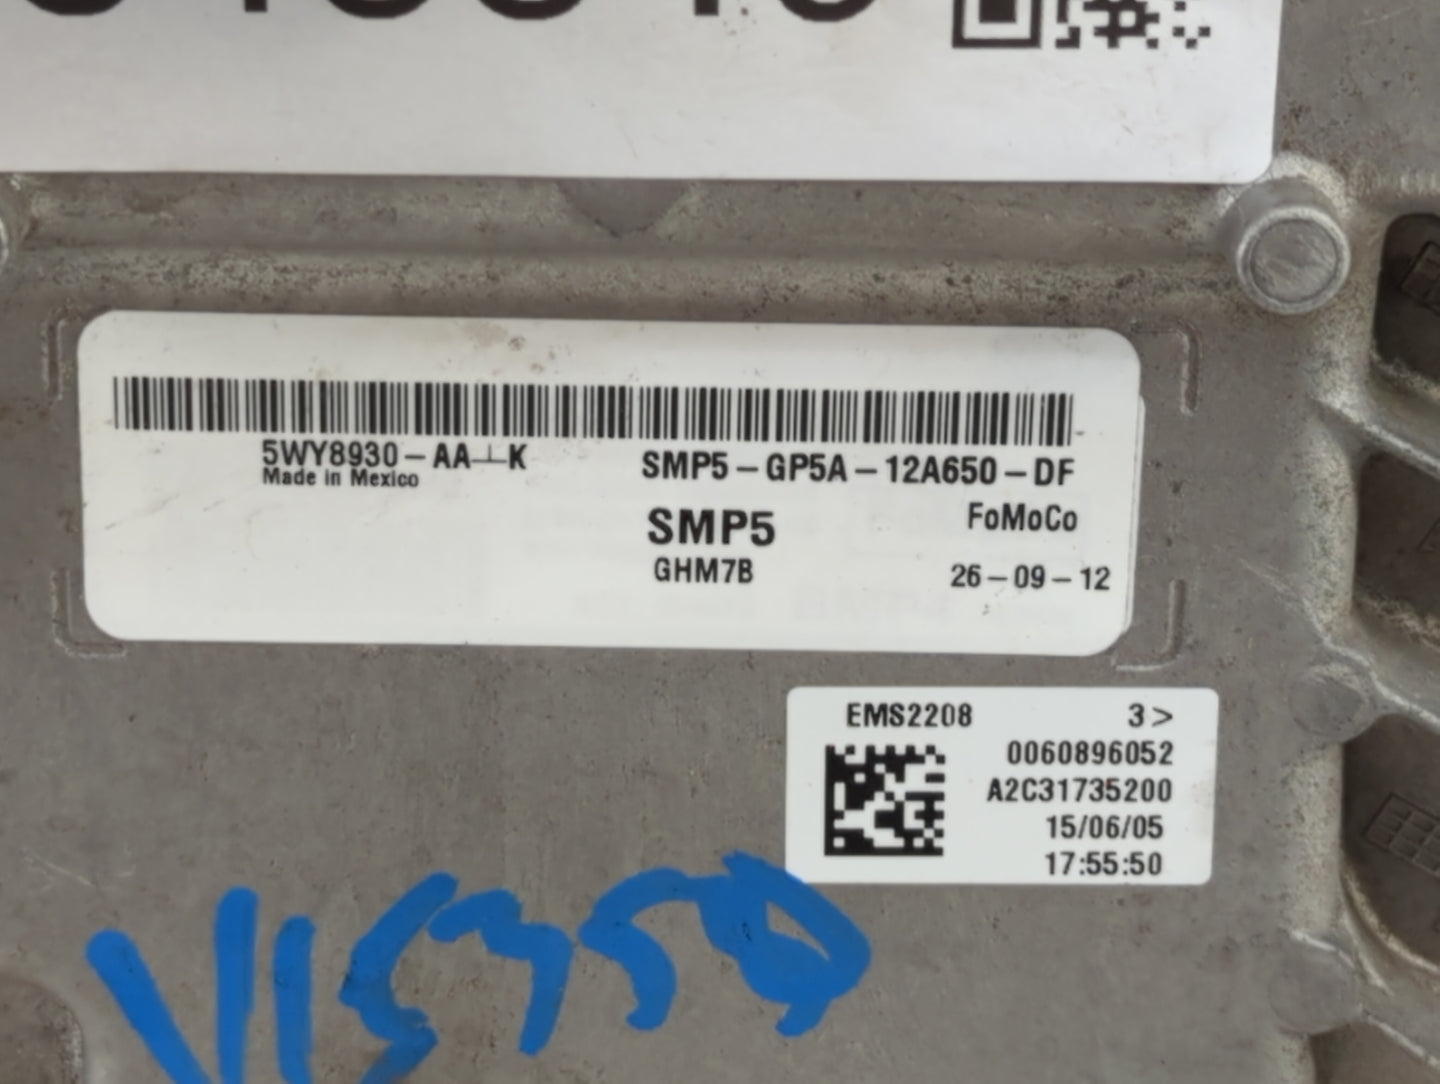 5WY8930-AA K
Made in Mexico
SMP5-GP5A-12A650-DF
SMP5
FoMoCo
GHM7B
26-09-12
EMS2208 3>
0060896052
A2C31735200
15/06/05
17:55:50